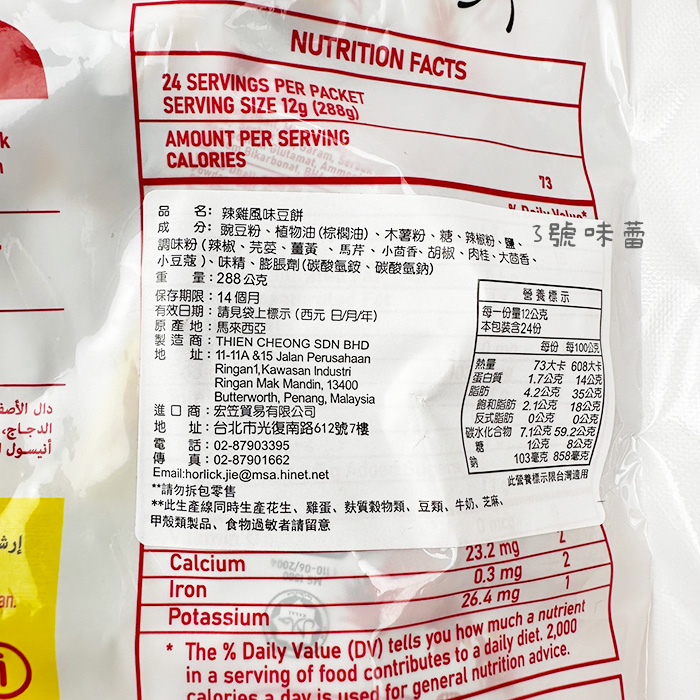 NUTRITION FACTS
24 SERVINGS PER PACKET
SERVING SIZE 12g (288g)
AMOUNT PER SERVING
CALORIES
73
% Daily Value*
品 名：辣雞風味豆餅
成 分：豌豆粉、植物油(棕櫚油)、木薯粉、糖、辣椒粉、鹽、
調味粉(辣椒、芫荽、薑黃、馬芹、小茴香、胡椒、肉桂、大茴香、
小豆蔻)、味精、膨脹劑(碳酸氫銨、碳酸氫鈉)
重 量：288公克
保存期限：14個月
有效日期：請見袋上標示(西元 日/月/年)
原 產 地：馬來西亞
製 造 商：THIEN CHEONG SDN BHD
地 址：11-11A &15 Jalan Perusahaan
Ringan1,Kawasan Industri
Ringan Mak Mandin, 13400
Butterworth, Penang, Malaysia
進 口 商：宏笠貿易有限公司
地 址：台北市光復南路612號7樓
電 話：02-87903395
傳 真：02-87901662
Email:horlick.jie@msa.hinet.net
**請勿拆包零售
**此生產線同時生產花生、雞蛋、麩質穀物類、豆類、牛奶、芝麻、
甲殼類製品、食物過敏者請留意
營養標示
每一份量12公克
本包裝含24份
每份 每100公克
熱量 73大卡 608大卡
蛋白質 1.7公克 14公克
脂肪 4.2公克 35公克
飽和脂肪 2.1公克 18公克
反式脂肪 0公克 0公克
碳水化合物 7.1公克 59.2公克
糖 1公克 8公克
鈉 103毫克 858毫克
此營養標示限台灣適用
3號味蕾
Calcium 23.2 mg 2
Iron 0.3 mg 2
Potassium 26.4 mg 1
* The % Daily Value (DV) tells you how much a nutrient
in a serving of food contributes to a daily diet. 2,000
calories a day is used for general nutrition advice.